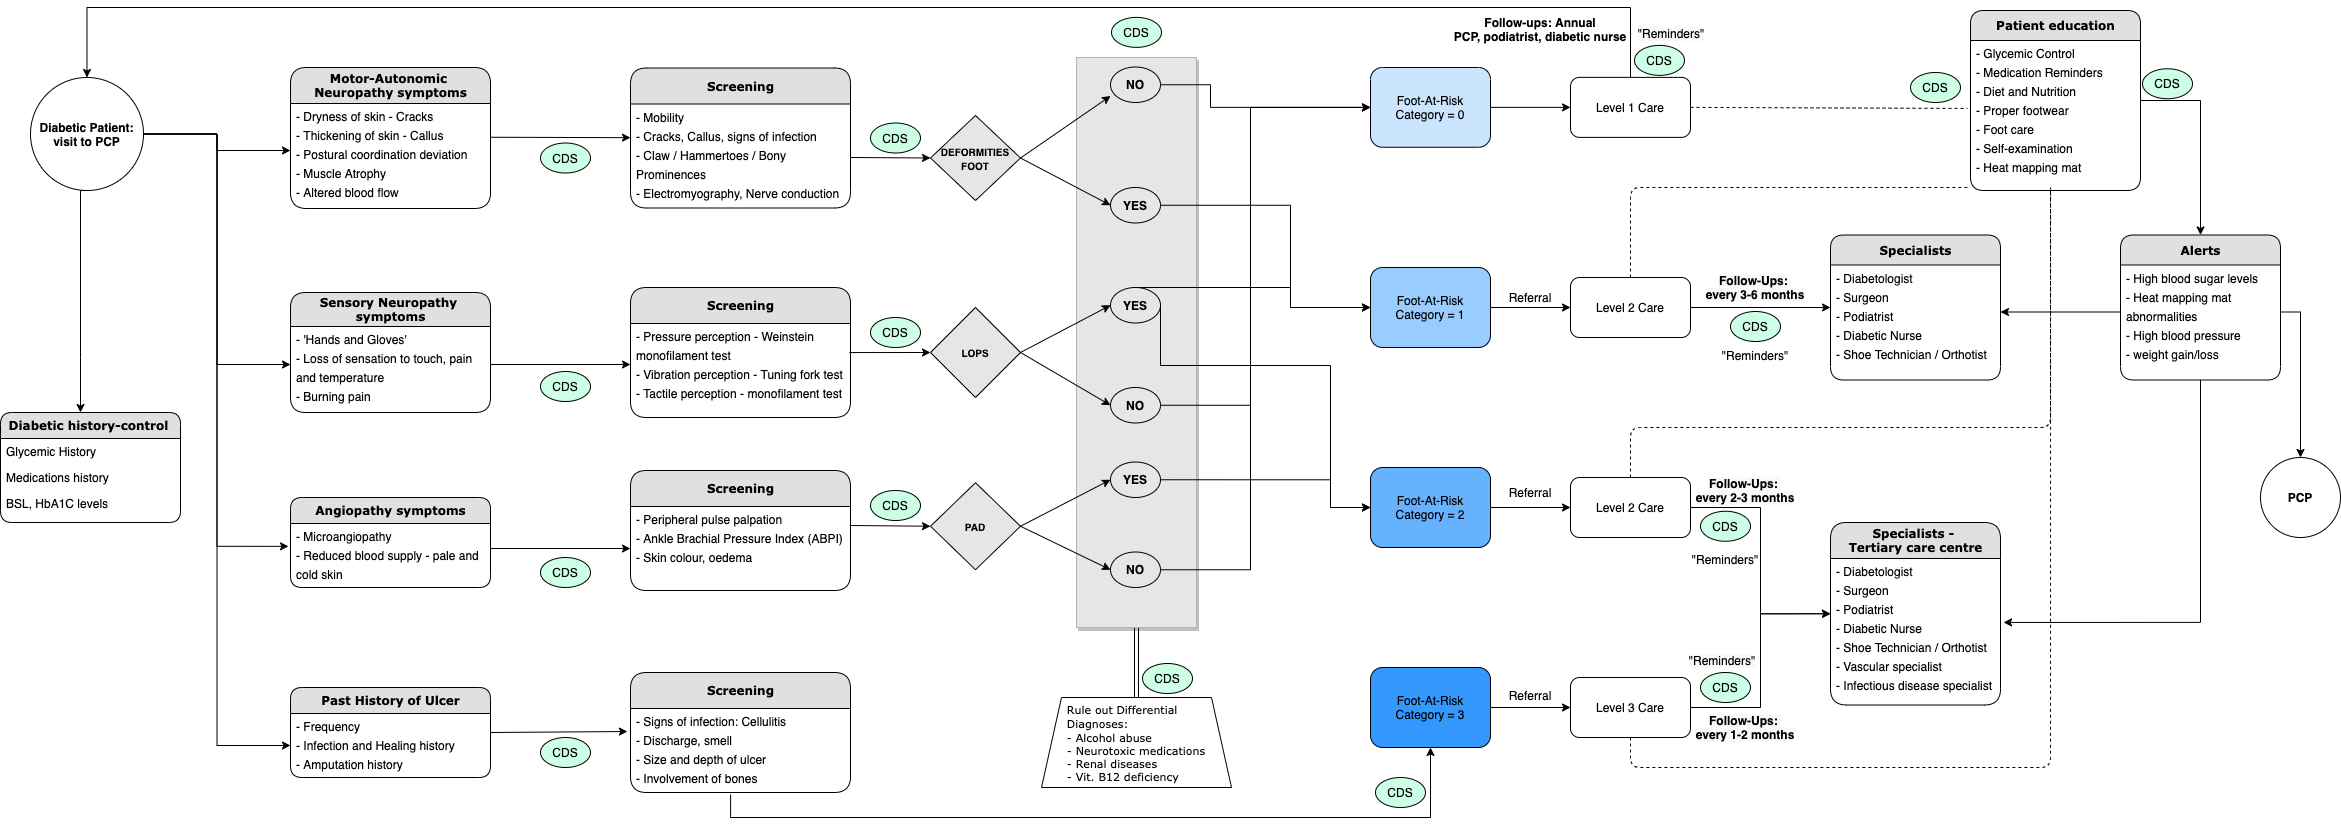 CDS
Follow-ups: Annual
PCP, podiatrist, diabetic nurse
"Reminders"
CDS
Patient education
- Glycemic Control
- Medication Reminders
- Diet and Nutrition
- Proper footwear
- Foot care
- Self-examination
- Heat mapping mat
CDS
CDS
Diabetic Patient:
visit to PCP
Motor-Autonomic
Neuropathy symptoms
- Dryness of skin - Cracks
- Thickening of skin - Callus
- Postural coordination deviation
- Muscle Atrophy
- Altered blood flow
CDS
Screening
- Mobility
- Cracks, Callus, signs of infection
- Claw / Hammertoes / Bony
Prominences
- Electromyography, Nerve conduction
CDS
DEFORMITIES
FOOT
NO
YES
Foot-At-Risk
Category = 0
Level 1 Care
Sensory Neuropathy
symptoms
- 'Hands and Gloves'
- Loss of sensation to touch, pain
and temperature
- Burning pain
CDS
Screening
- Pressure perception - Weinstein
monofilament test
- Vibration perception - Tuning fork test
- Tactile perception - monofilament test
CDS
LOPS
YES
NO
Foot-At-Risk
Category = 1
Referral
Level 2 Care
Follow-Ups:
every 3-6 months
CDS
"Reminders"
Specialists
- Diabetologist
- Surgeon
- Podiatrist
- Diabetic Nurse
- Shoe Technician / Orthotist
Alerts
- High blood sugar levels
- Heat mapping mat
abnormalities
- High blood pressure
- weight gain/loss
PCP
Diabetic history-control
Glycemic History
Medications history
BSL, HbA1C levels
Angiopathy symptoms
- Microangiopathy
- Reduced blood supply - pale and
cold skin
CDS
Screening
- Peripheral pulse palpation
- Ankle Brachial Pressure Index (ABPI)
- Skin colour, oedema
CDS
PAD
YES
NO
Foot-At-Risk
Category = 2
Referral
Level 2 Care
Follow-Ups:
every 2-3 months
CDS
"Reminders"
Specialists -
Tertiary care centre
- Diabetologist
- Surgeon
- Podiatrist
- Diabetic Nurse
- Shoe Technician / Orthotist
- Vascular specialist
- Infectious disease specialist
Past History of Ulcer
- Frequency
- Infection and Healing history
- Amputation history
CDS
Screening
- Signs of infection: Cellulitis
- Discharge, smell
- Size and depth of ulcer
- Involvement of bones
CDS
Rule out Differential
Diagnoses:
- Alcohol abuse
- Neurotoxic medications
- Renal diseases
- Vit. B12 deficiency
CDS
Foot-At-Risk
Category = 3
Referral
Level 3 Care
"Reminders"
CDS
Follow-Ups:
every 1-2 months